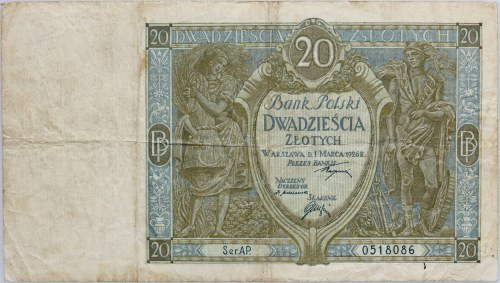 20 DWADZIEŚCIA ZŁOTYCH 20
20
Bank Polski
DWADZIEŚCIA
ZŁOTYCH
WARSZAWA D. 1 MARCA 1926 R.
PREZES BANKU
NACZELNY
DYREKTOR
SKARBNIK
BP BP
20 Ser.AP. 0518086 20